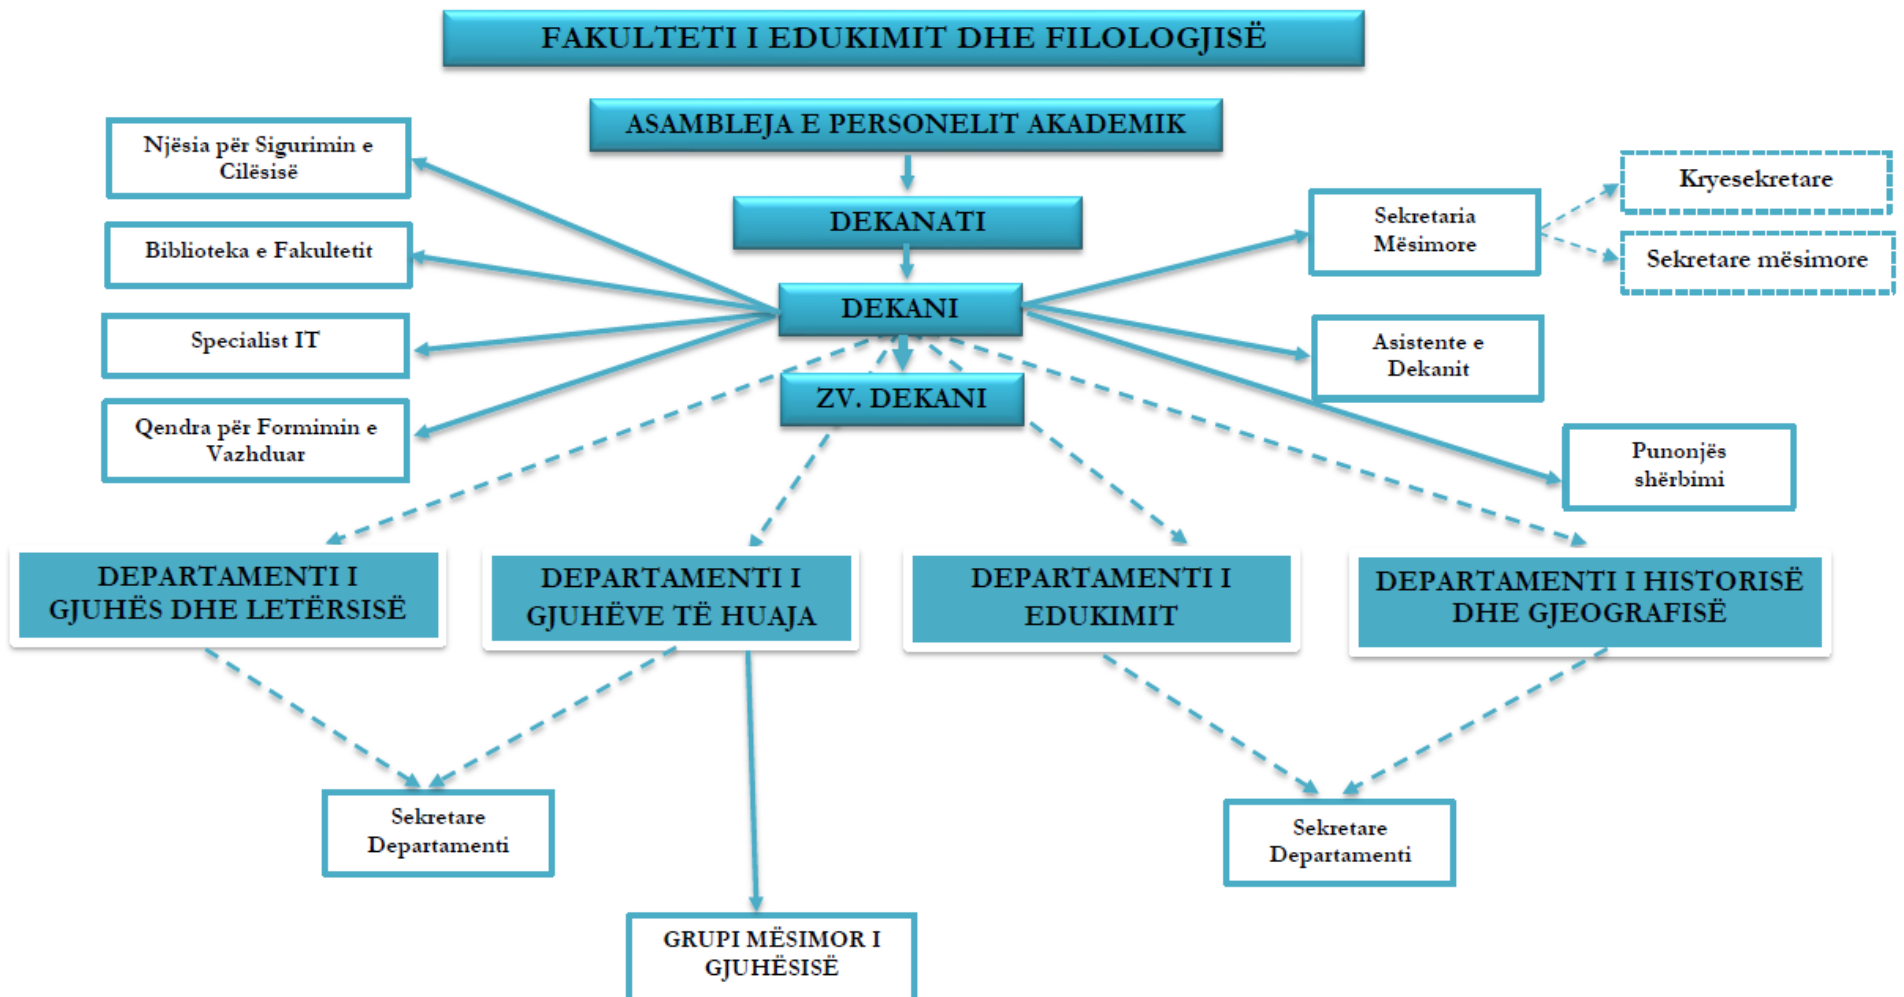 FAKULTETI I EDUKIMIT DHE FILOLOGJISË
ASAMBLEJA E PERSONELIT AKADEMIK
Njësia për Sigurimin e
Cilësisë
Kryesekretare
DEKANATI
Sekretaria
Mësimore
Biblioteka e Fakultetit
Sekretare mësimore
DEKANI
Specialist IT
Asistente e
Dekanit
ZV. DEKANI
Qendra për Formimin e
Vazhduar
Punonjës
shërbimi
DEPARTAMENTI I
GJUHËS DHE LETËRSISË
DEPARTAMENTI I
GJUHËVE TË HUAJA
DEPARTAMENTI I
EDUKIMIT
DEPARTAMENTI I HISTORISË
DHE GJEOGRAFISË
Sekretare
Departamenti
Sekretare
Departamenti
GRUPI MËSIMOR I
GJUHËSISË